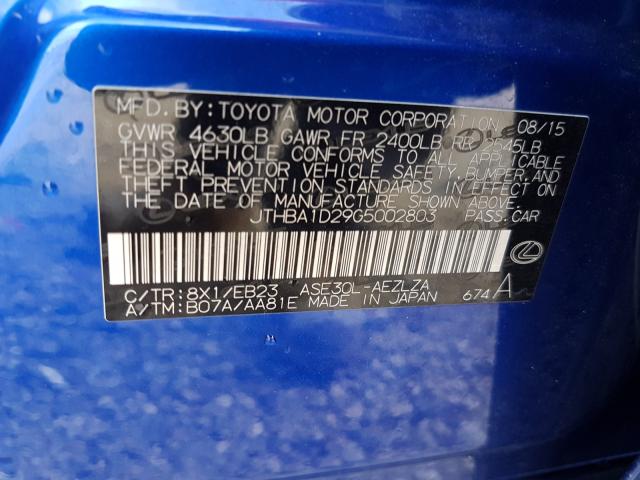 MFD. BY: TOYOTA MOTOR CORPORATION 08/15
GVWR 4630LB GAWR FR 2400LB RR 2545LB
THIS VEHICLE CONFORMS TO ALL APPLICABLE
FEDERAL MOTOR VEHICLE SAFETY, BUMPER, AND
THEFT PREVENTION STANDARDS IN EFFECT ON
THE DATE OF MANUFACTURE SHOWN ABOVE.
JTHBA1D29G5002803 PASS. CAR
C/TR: 8X1/EB23 ASE30L-AEZLZA
A/TM: B07A/AA81E MADE IN JAPAN 674 A